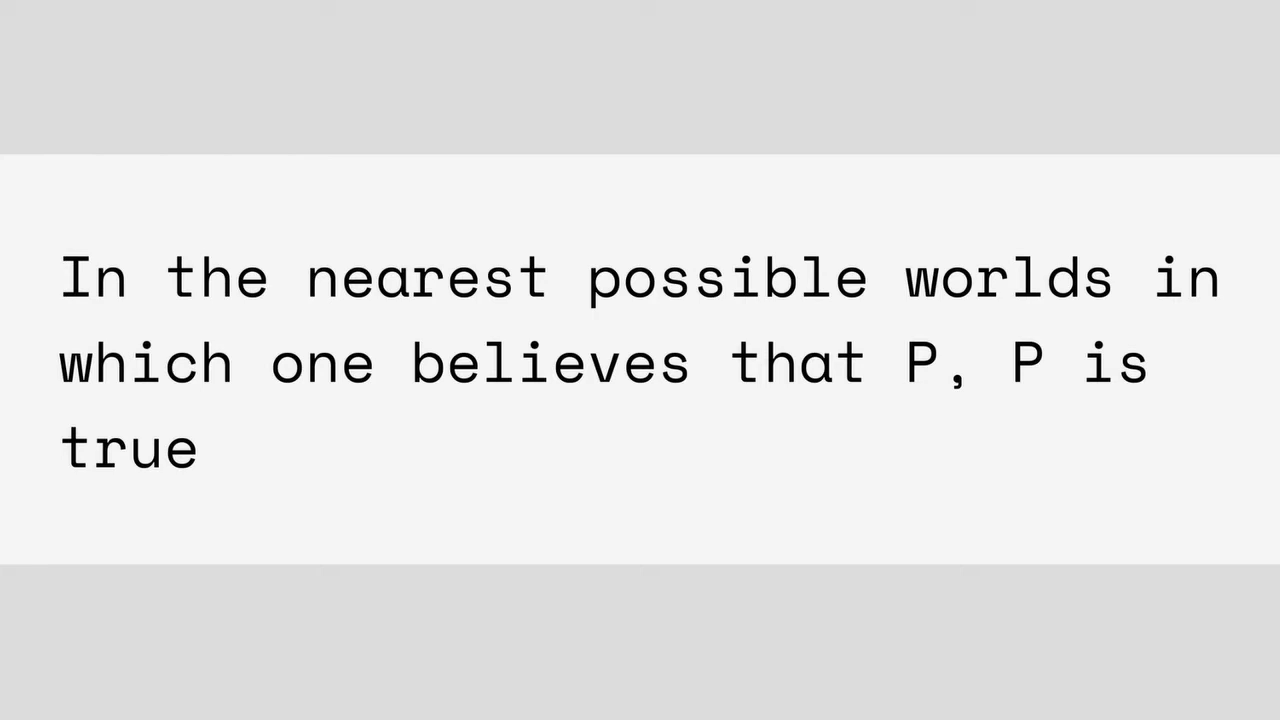 In the nearest possible worlds in
which one believes that P, P is
true